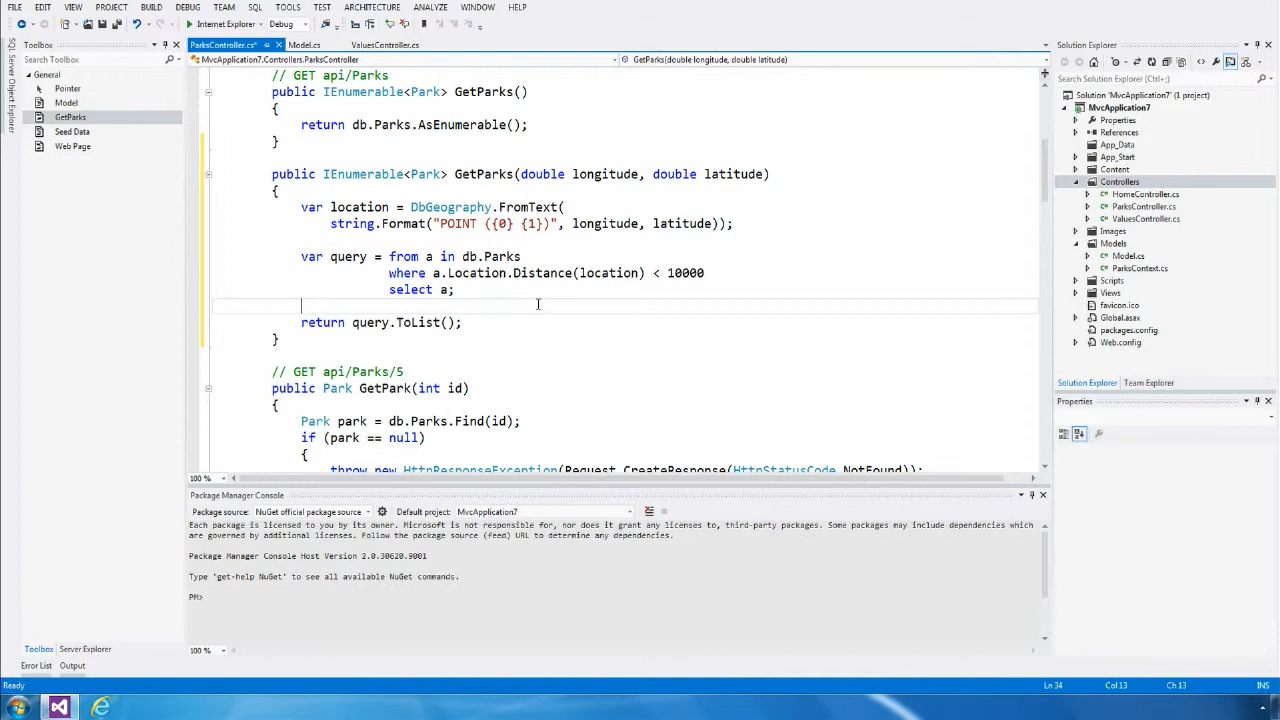 FILE EDIT VIEW PROJECT BUILD DEBUG TEAM SQL TOOLS TEST ARCHITECTURE ANALYZE WINDOW HELP
Internet Explorer Debug
SQL Server Object Explorer
Toolbox
Search Toolbox
General
Pointer
Model
GetParks
Seed Data
Web Page
Toolbox Server Explorer
ParksController.cs* Model.cs ValuesController.cs
MvcApplication7.Controllers.ParksController GetParks(double longitude, double latitude)
// GET api/Parks
public IEnumerable<Park> GetParks()
{
return db.Parks.AsEnumerable();
}
public IEnumerable<Park> GetParks(double longitude, double latitude)
{
var location = DbGeography.FromText(
string.Format("POINT ({0} {1})", longitude, latitude));
var query = from a in db.Parks
where a.Location.Distance(location) < 10000
select a;
return query.ToList();
}
// GET api/Parks/5
public Park GetPark(int id)
{
Park park = db.Parks.Find(id);
if (park == null)
{
throw new HttpResponseException(Request.CreateResponse(HttpStatusCode.NotFound));
100 %
Package Manager Console
Package source: NuGet official package source Default project: MvcApplication7
Each package is licensed to you by its owner. Microsoft is not responsible for, nor does it grant any licenses to, third-party packages. Some packages may include dependencies which
are governed by additional licenses. Follow the package source (feed) URL to determine any dependencies.
Package Manager Console Host Version 2.0.30620.9001
Type 'get-help NuGet' to see all available NuGet commands.
PM>
100 %
Solution Explorer
Search Solution Explorer (Ctrl+;)
Solution 'MvcApplication7' (1 project)
MvcApplication7
Properties
References
App_Data
App_Start
Content
Controllers
HomeController.cs
ParksController.cs
ValuesController.cs
Images
Models
Model.cs
ParksContext.cs
Scripts
Views
favicon.ico
Global.asax
packages.config
Web.config
Solution Explorer Team Explorer
Properties
Error List Output
Ready Ln 34 Col 13 Ch 13 INS